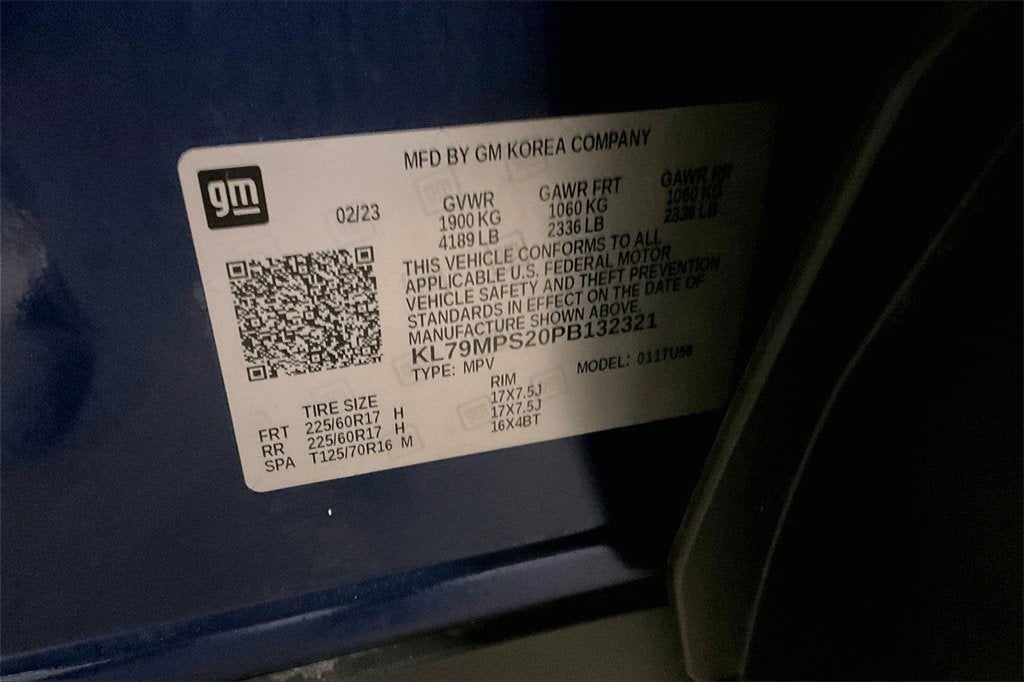 MFD BY GM KOREA COMPANY
gm
02/23
GVWR
1900 KG
4189 LB
GAWR FRT
1060 KG
2336 LB
GAWR RR
1060 KG
2336 LB
THIS VEHICLE CONFORMS TO ALL
APPLICABLE U.S. FEDERAL MOTOR
VEHICLE SAFETY AND THEFT PREVENTION
STANDARDS IN EFFECT ON THE DATE OF
MANUFACTURE SHOWN ABOVE.
KL79MPS20PB132321
TYPE: MPV MODEL: 011TU56
TIRE SIZE RIM
FRT 225/60R17 H 17X7.5J
RR 225/60R17 H 17X7.5J
SPA T125/70R16 M 16X4BT